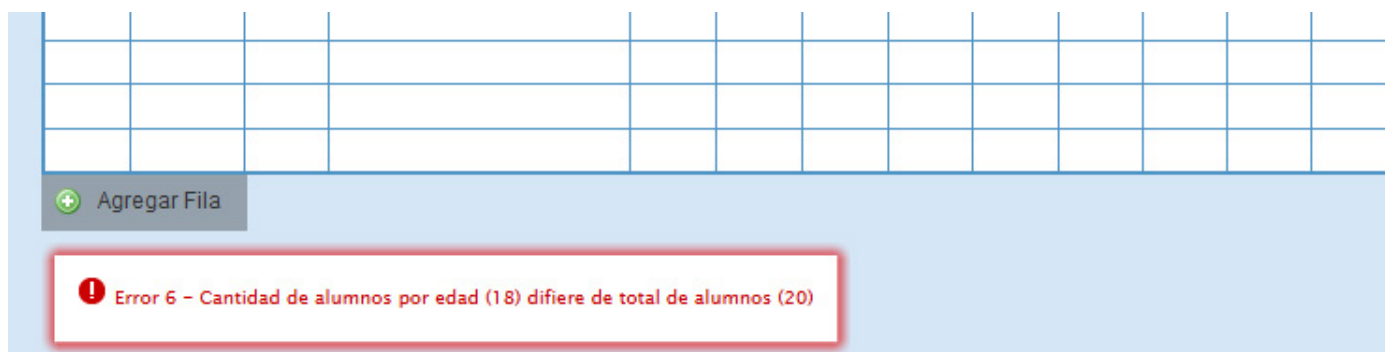 Agregar Fila
Error 6 - Cantidad de alumnos por edad (18) difiere de total de alumnos (20)